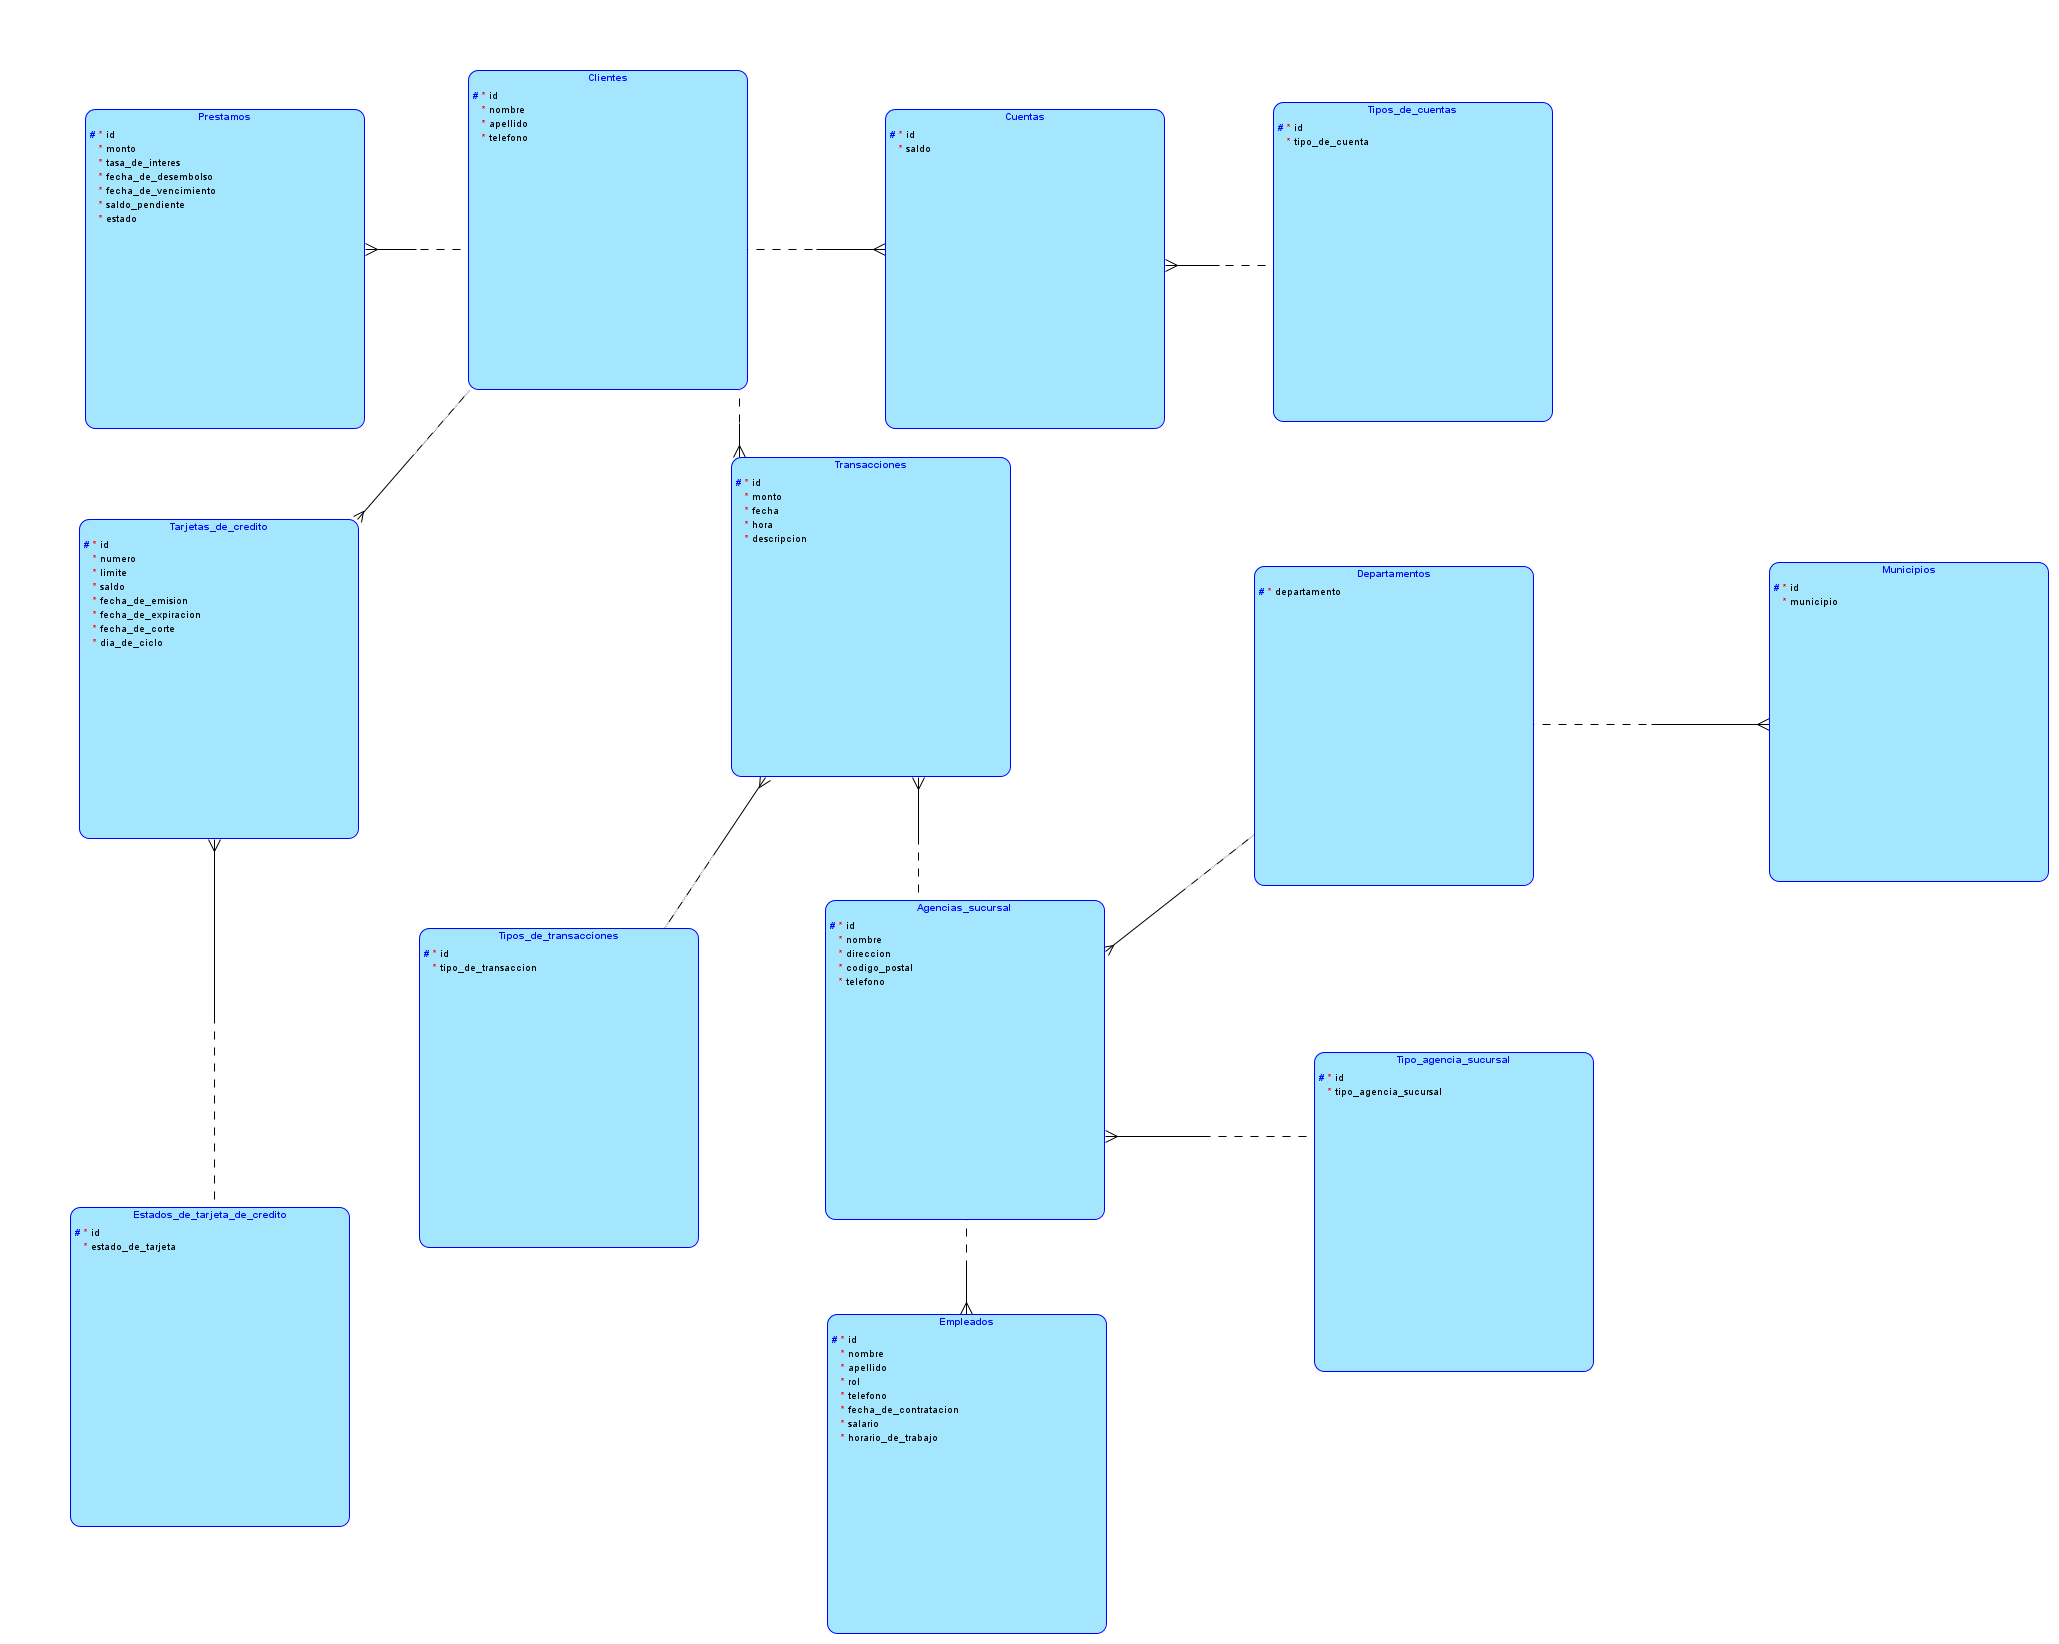 Clientes
# * id
* nombre
* apellido
* telefono
Prestamos
# * id
* monto
* tasa_de_interes
* fecha_de_desembolso
* fecha_de_vencimiento
* saldo_pendiente
* estado
Cuentas
# * id
* saldo
Tipos_de_cuentas
# * id
* tipo_de_cuenta
Transacciones
# * id
* monto
* fecha
* hora
* descripcion
Tarjetas_de_credito
# * id
* numero
* limite
* saldo
* fecha_de_emision
* fecha_de_expiracion
* fecha_de_corte
* dia_de_ciclo
Departamentos
# * departamento
Municipios
# * id
* municipio
Agencias_sucursal
# * id
* nombre
* direccion
* codigo_postal
* telefono
Tipos_de_transacciones
# * id
* tipo_de_transaccion
Tipo_agencia_sucursal
# * id
* tipo_agencia_sucursal
Estados_de_tarjeta_de_credito
# * id
* estado_de_tarjeta
Empleados
# * id
* nombre
* apellido
* rol
* telefono
* fecha_de_contratacion
* salario
* horario_de_trabajo